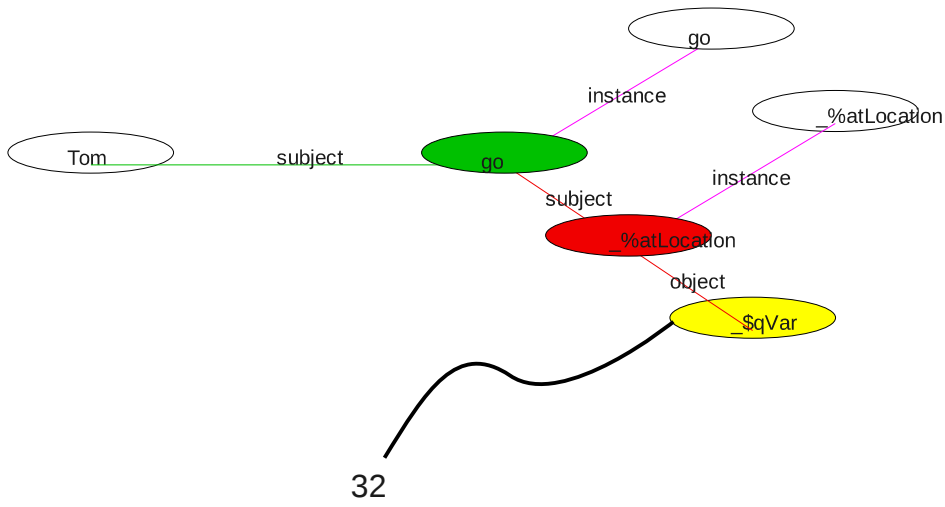 go
instance
_%atLocation
Tom
subject
go
instance
subject
_%atLocation
object
_$qVar
32